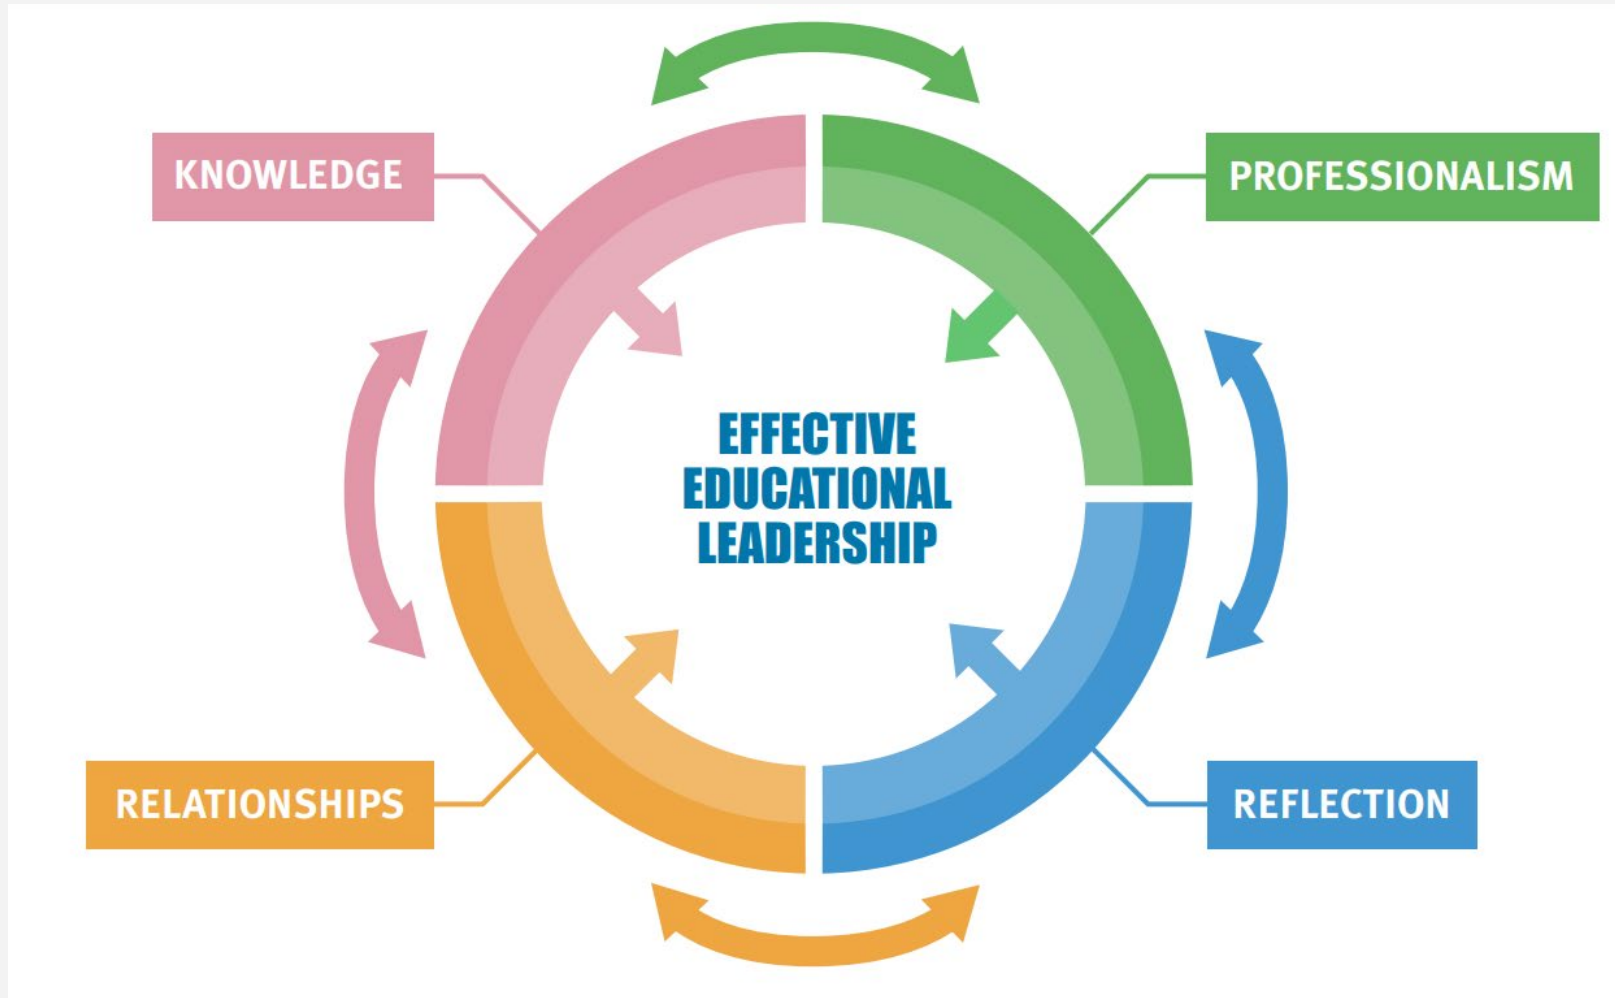 KNOWLEDGE
PROFESSIONALISM
EFFECTIVE
EDUCATIONAL
LEADERSHIP
RELATIONSHIPS
REFLECTION